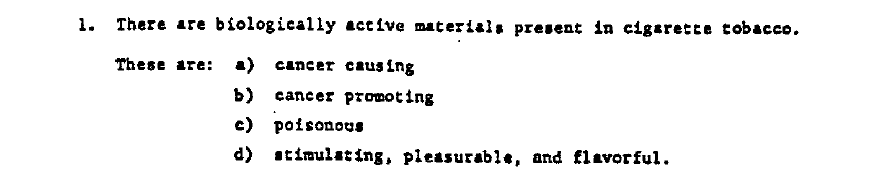 1. There are biologically active materials present in cigarette tobacco.
These are: a) cancer causing
b) cancer promoting
c) poisonous
d) stimulating, pleasurable, and flavorful.